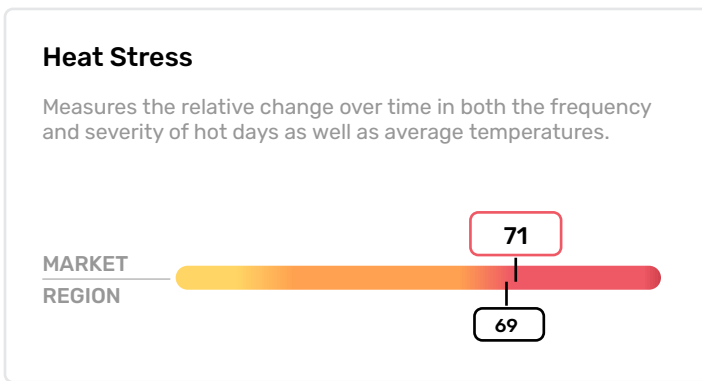 Heat Stress
Measures the relative change over time in both the frequency
and severity of hot days as well as average temperatures.
71
MARKET
REGION
69